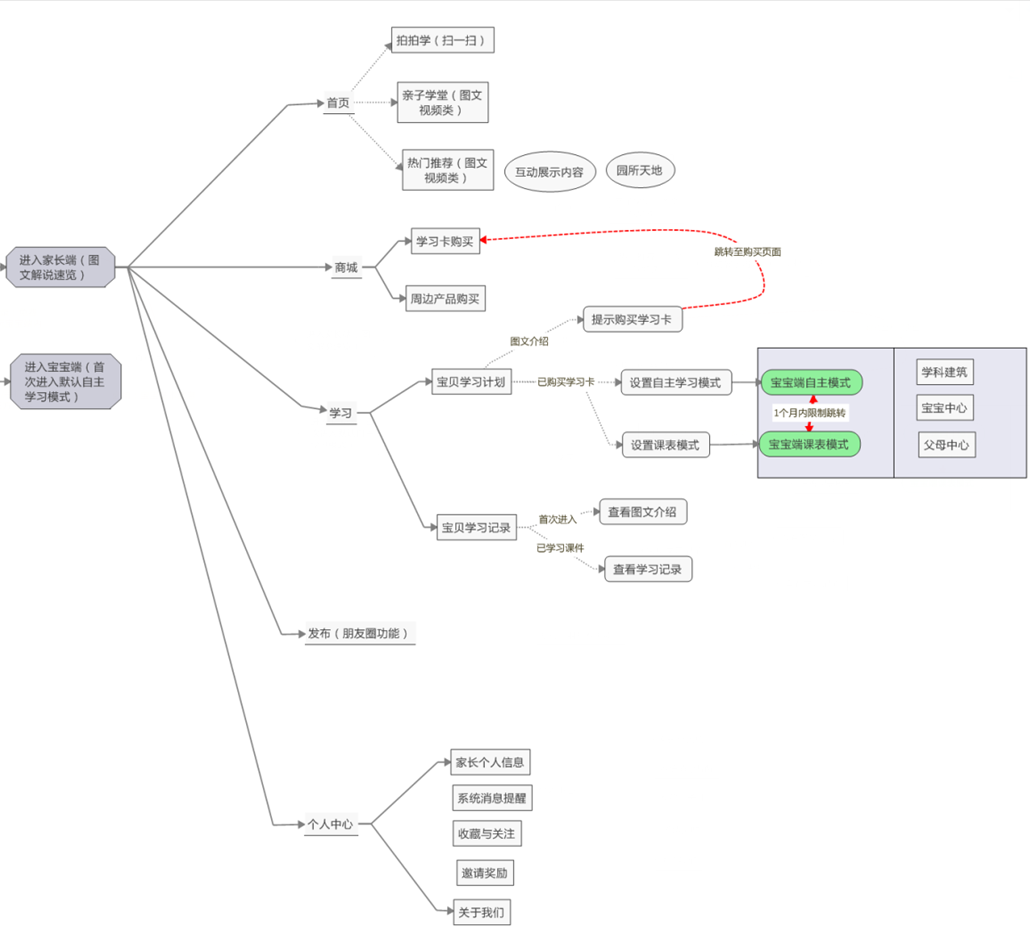 拍拍学（扫一扫）
首页
亲子学堂（图文
视频类）
热门推荐（图文
视频类）
互动展示内容
园所天地
进入家长端（图
文解说速览）
商城
学习卡购买
跳转至购买页面
周边产品购买
提示购买学习卡
图文介绍
进入宝宝端（首
次进入默认自主
学习模式）
学习
宝贝学习计划
已购买学习卡
设置自主学习模式
宝宝端自主模式
1个月内限制跳转
设置课表模式
宝宝端课表模式
学科建筑
宝宝中心
父母中心
宝贝学习记录
首次进入
查看图文介绍
已学习课件
查看学习记录
发布（朋友圈功能）
个人中心
家长个人信息
系统消息提醒
收藏与关注
邀请奖励
关于我们